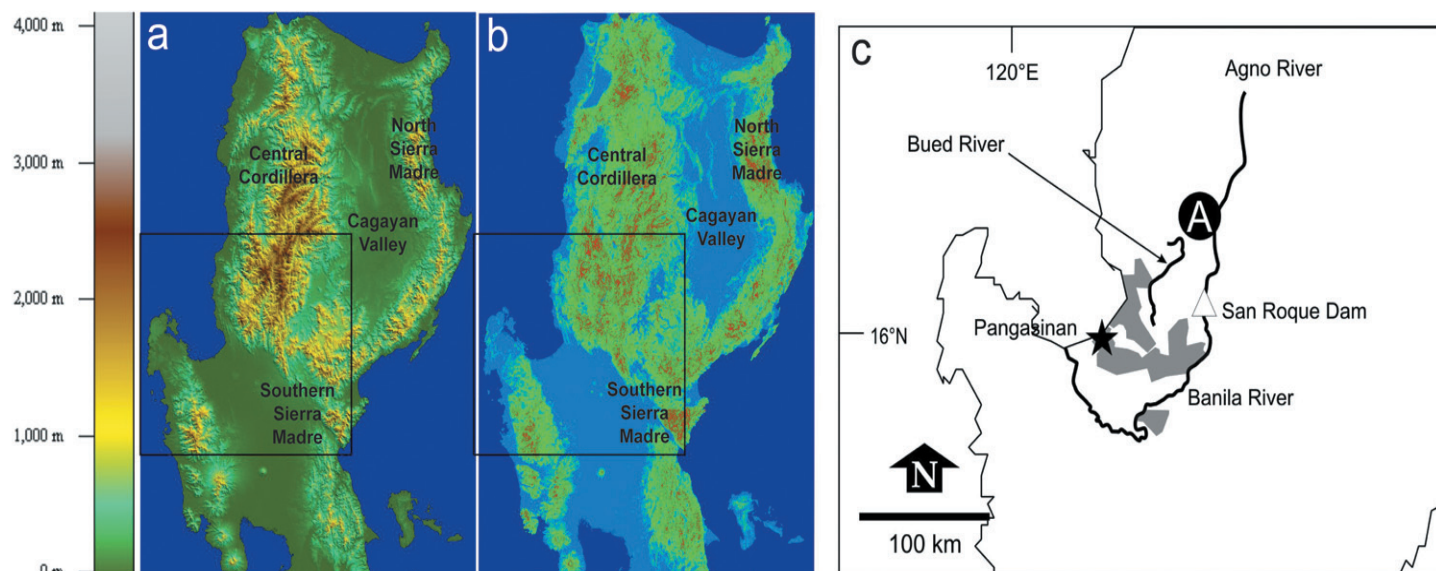 4,000 m
3,000 m
2,000 m
1,000 m
0 m
a
Central
Cordillera
North
Sierra
Madre
Cagayan
Valley
Southern
Sierra
Madre
b
Central
Cordillera
North
Sierra
Madre
Cagayan
Valley
Southern
Sierra
Madre
c
120°E
Agno River
Bued River
A
San Roque Dam
Pangasinan
16°N
Banila River
N
100 km